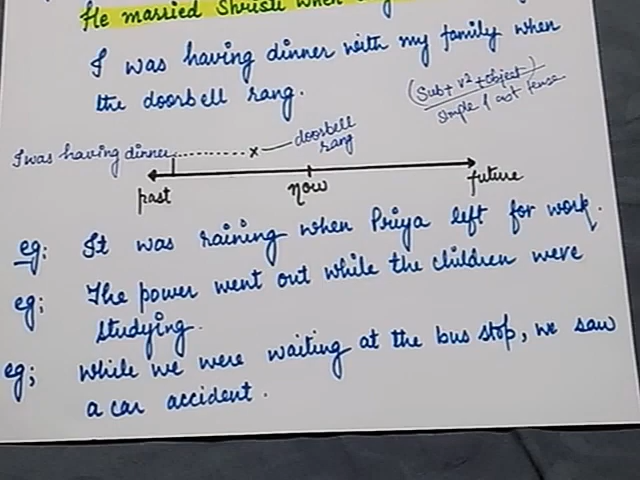 He married Shristi when
I was having dinner with my family when
the doorbell rang.
(Sub + v² + object)
Simple Past tense
I was having dinner
doorbell
rang
past
now
future
eg: It was raining when Priya left for work.
eg: The power went out while the children were
studying.
eg; While we were waiting at the bus stop, we saw
a car accident.